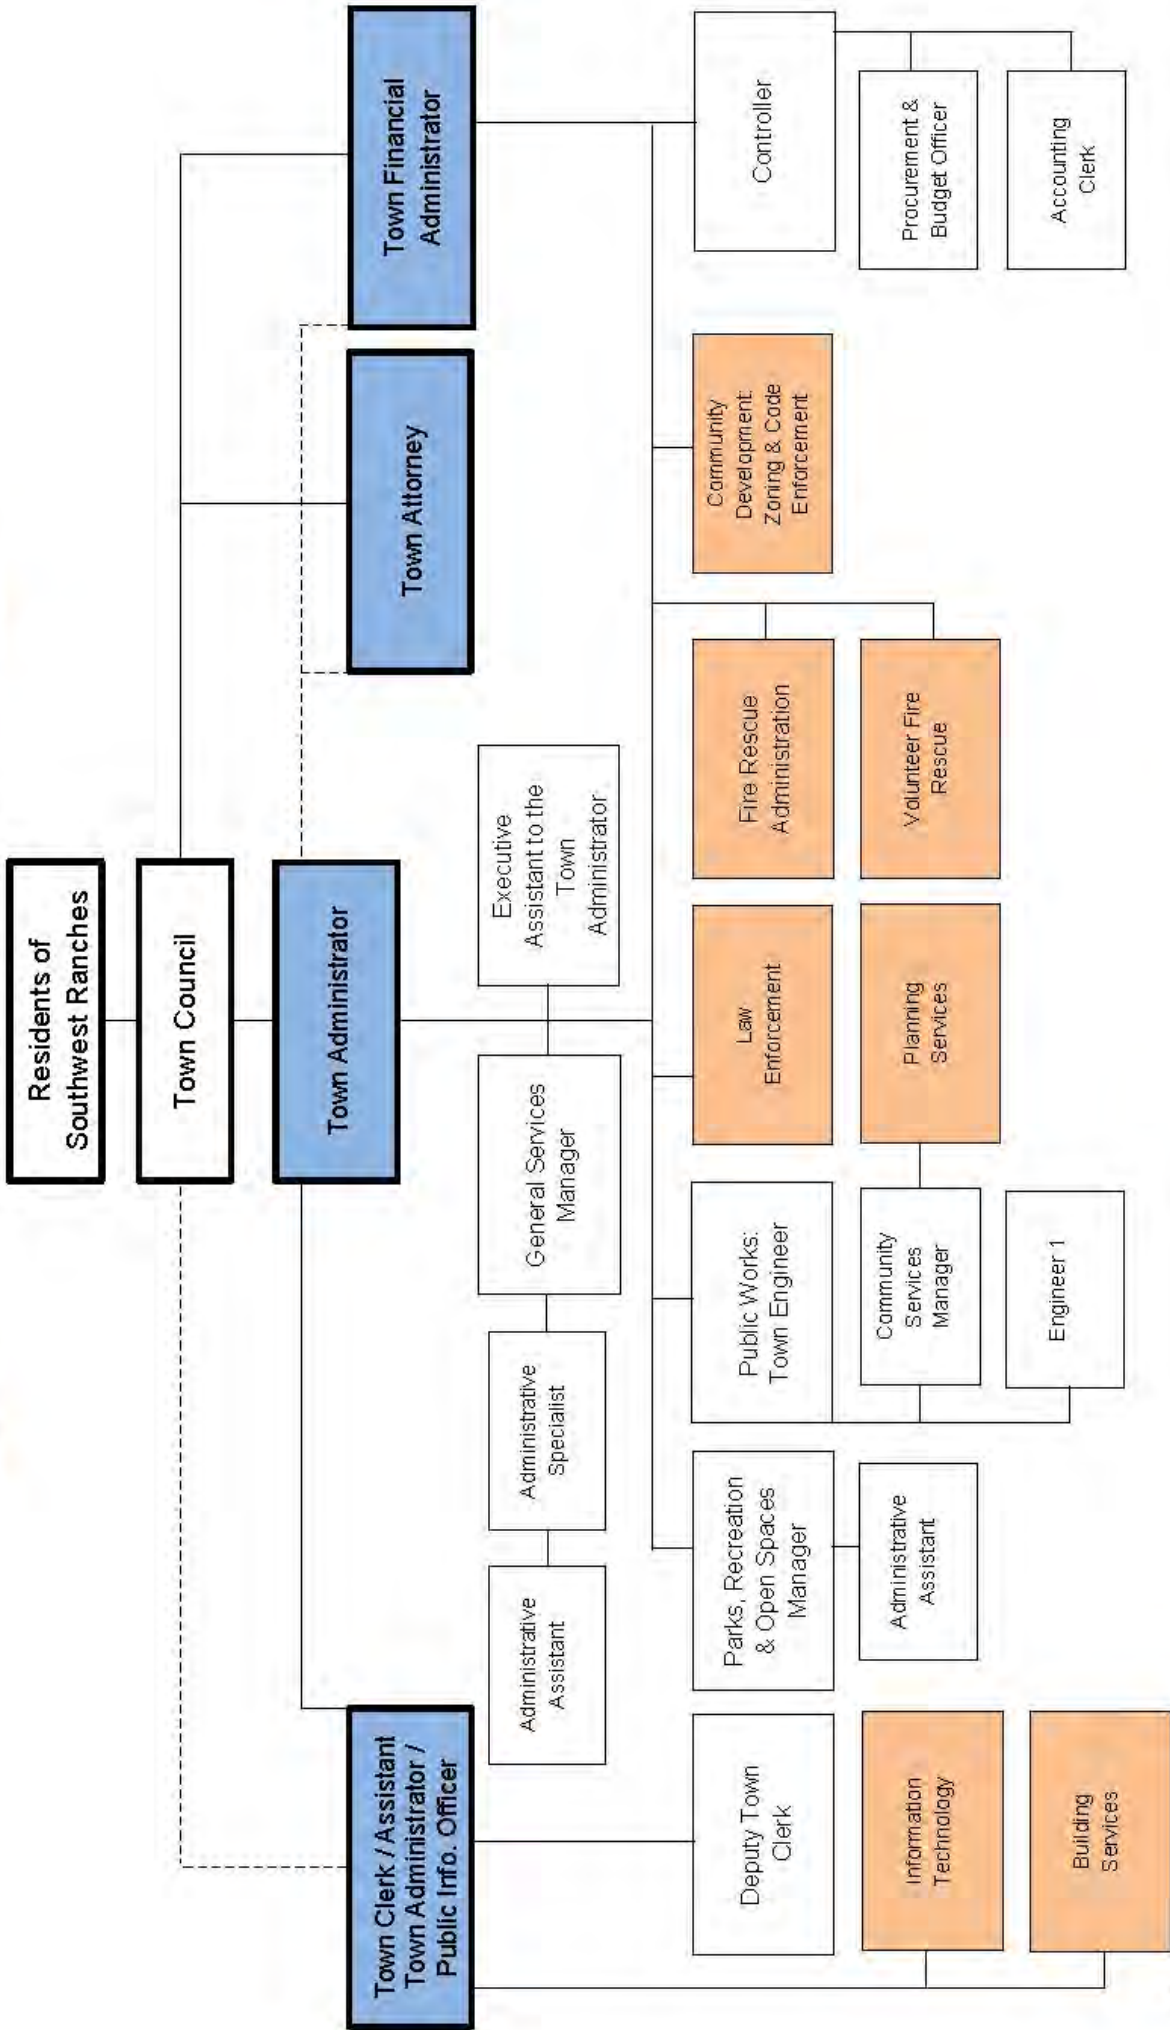 Residents of
Southwest Ranches
Town Council
Town Administrator
Town Clerk / Assistant
Town Administrator /
Public Info. Officer
Town Attorney
Town Financial
Administrator
Administrative
Assistant
Administrative
Specialist
General Services
Manager
Executive
Assistant to the
Town
Administrator
Deputy Town
Clerk
Parks, Recreation
& Open Spaces
Manager
Public Works:
Town Engineer
Law
Enforcement
Fire Rescue
Administration
Community
Development:
Zoning & Code
Enforcement
Controller
Information
Technology
Administrative
Assistant
Community
Services
Manager
Planning
Services
Volunteer Fire
Rescue
Procurement &
Budget Officer
Building
Services
Engineer 1
Accounting
Clerk